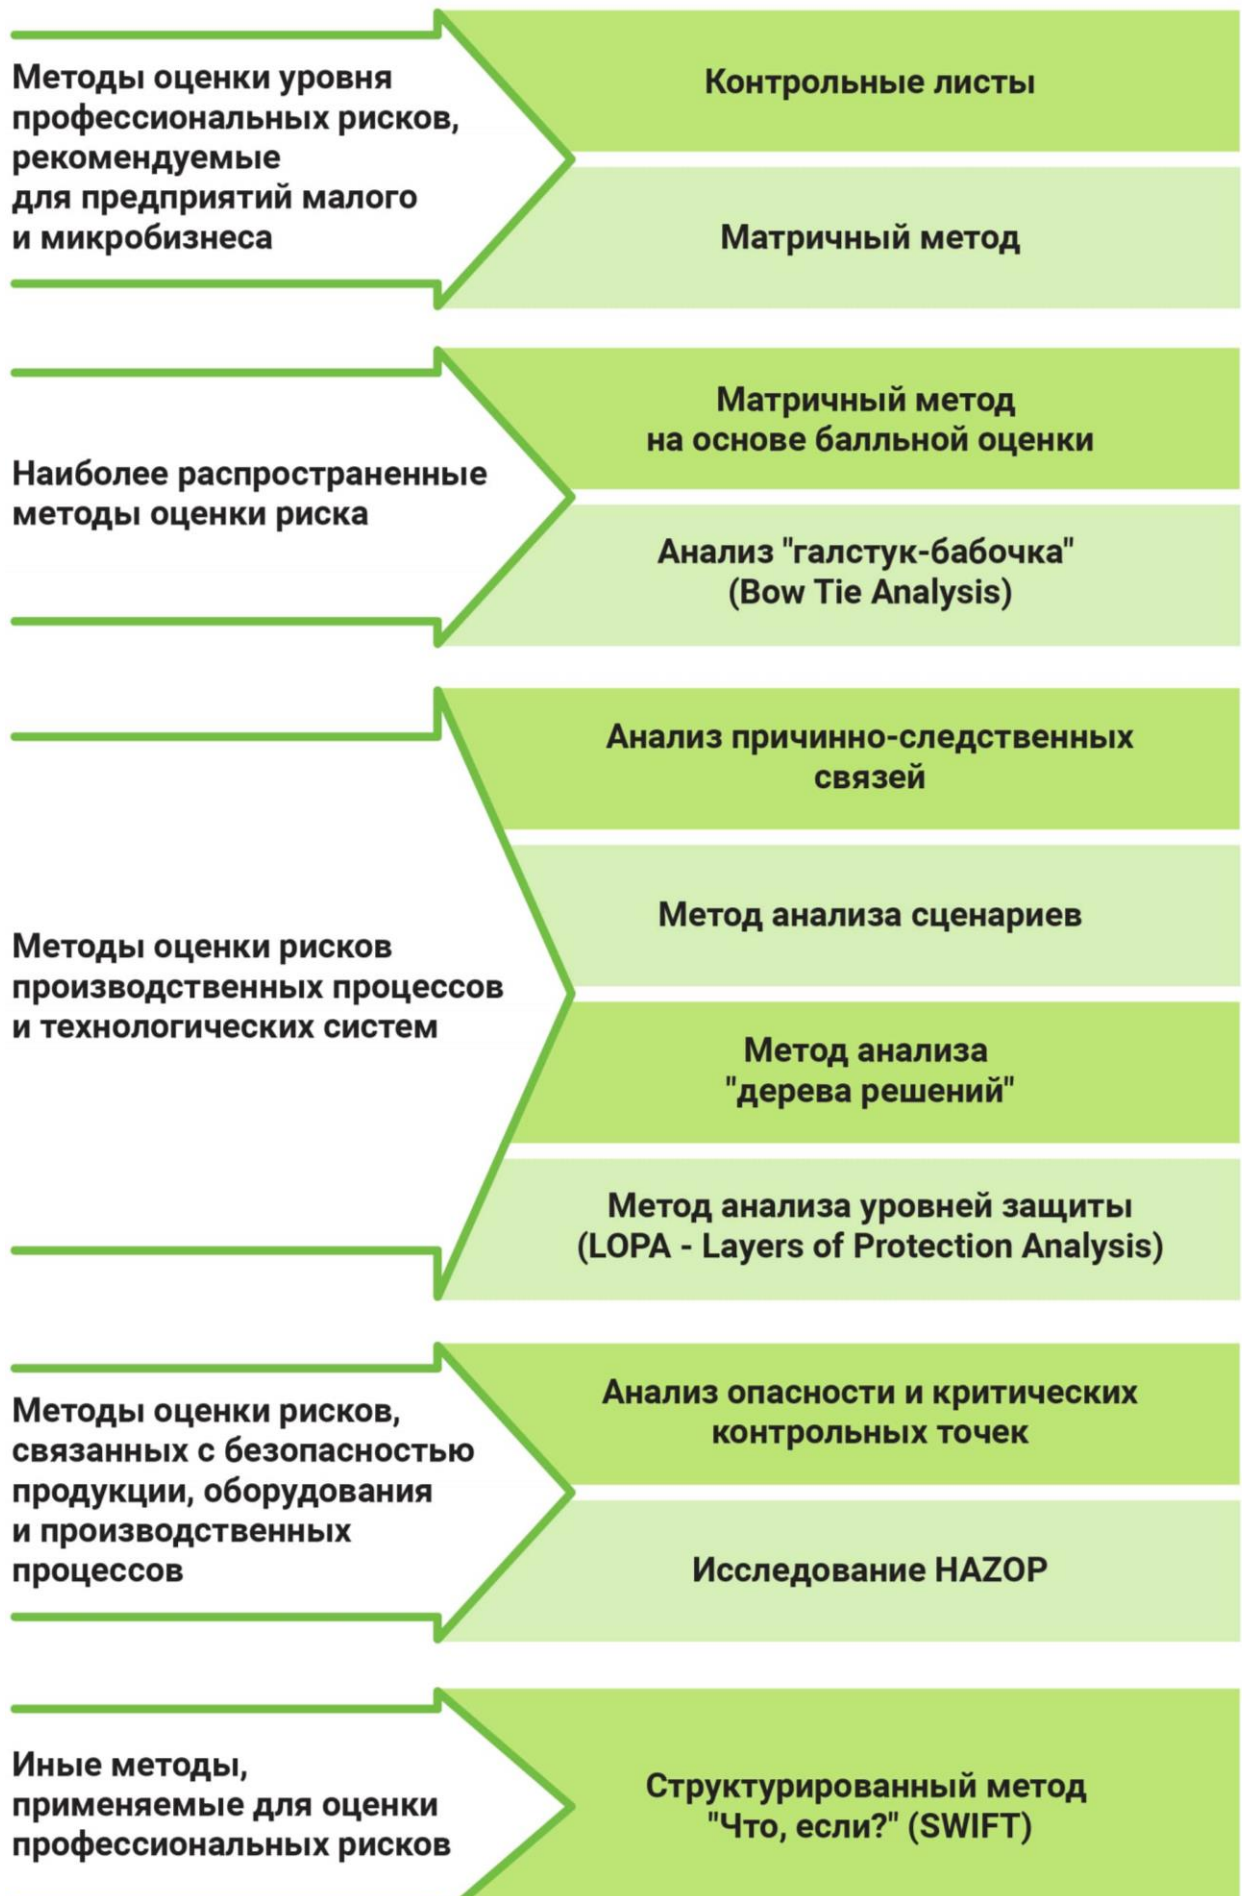 Методы оценки уровня
профессиональных рисков,
рекомендуемые
для предприятий малого
и микробизнеса
Контрольные листы
Матричный метод
Наиболее распространенные
методы оценки риска
Матричный метод
на основе балльной оценки
Анализ "галстук-бабочка"
(Bow Tie Analysis)
Методы оценки рисков
производственных процессов
и технологических систем
Анализ причинно-следственных
связей
Метод анализа сценариев
Метод анализа
"дерева решений"
Метод анализа уровней защиты
(LOPA - Layers of Protection Analysis)
Методы оценки рисков,
связанных с безопасностью
продукции, оборудования
и производственных
процессов
Анализ опасности и критических
контрольных точек
Исследование HAZOP
Иные методы,
применяемые для оценки
профессиональных рисков
Структурированный метод
"Что, если?" (SWIFT)